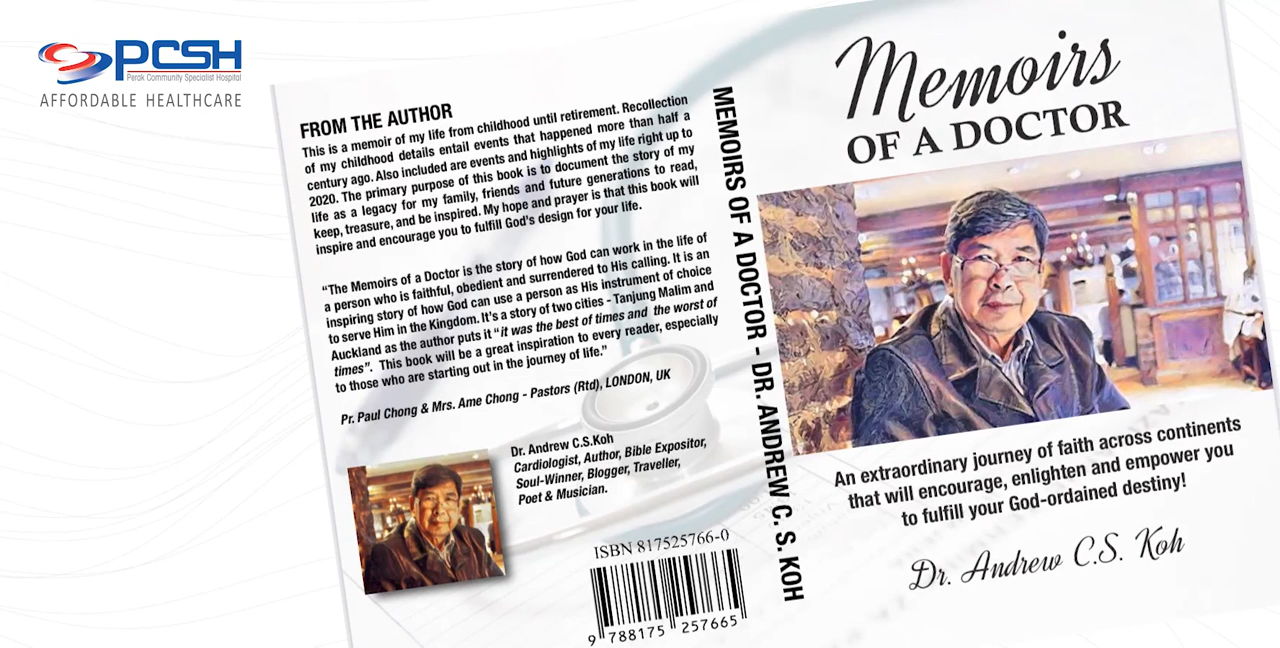 PCSH
Perak Community Specialist Hospital
AFFORDABLE HEALTHCARE
FROM THE AUTHOR
This is a memoir of my life from childhood until retirement. Recollection
of my childhood details entail events that happened more than half a
century ago. Also included are events and highlights of my life right up to
2020. The primary purpose of this book is to document the story of my
life as a legacy for my family, friends and future generations to read,
keep, treasure, and be inspired. My hope and prayer is that this book will
inspire and encourage you to fulfill God's design for your life.
“The Memoirs of a Doctor is the story of how God can work in the life of
a person who is faithful, obedient and surrendered to His calling. It is an
inspiring story of how God can use a person as His instrument of choice
to serve Him in the Kingdom. It's a story of two cities - Tanjung Malim and
Auckland as the author puts it “it was the best of times and the worst of
times”. This book will be a great inspiration to every reader, especially
to those who are starting out in the journey of life.”
Pr. Paul Chong & Mrs. Ame Chong - Pastors (Rtd), LONDON, UK
Dr. Andrew C.S.Koh
Cardiologist, Author, Bible Expositor,
Soul-Winner, Blogger, Traveller,
Poet & Musician.
ISBN 817525766-0
9 788175 257665
MEMOIRS OF A DOCTOR - DR. ANDREW C. S. KOH
Memoirs
OF A DOCTOR
An extraordinary journey of faith across continents
that will encourage, enlighten and empower you
to fulfill your God-ordained destiny!
Dr. Andrew C.S. Koh